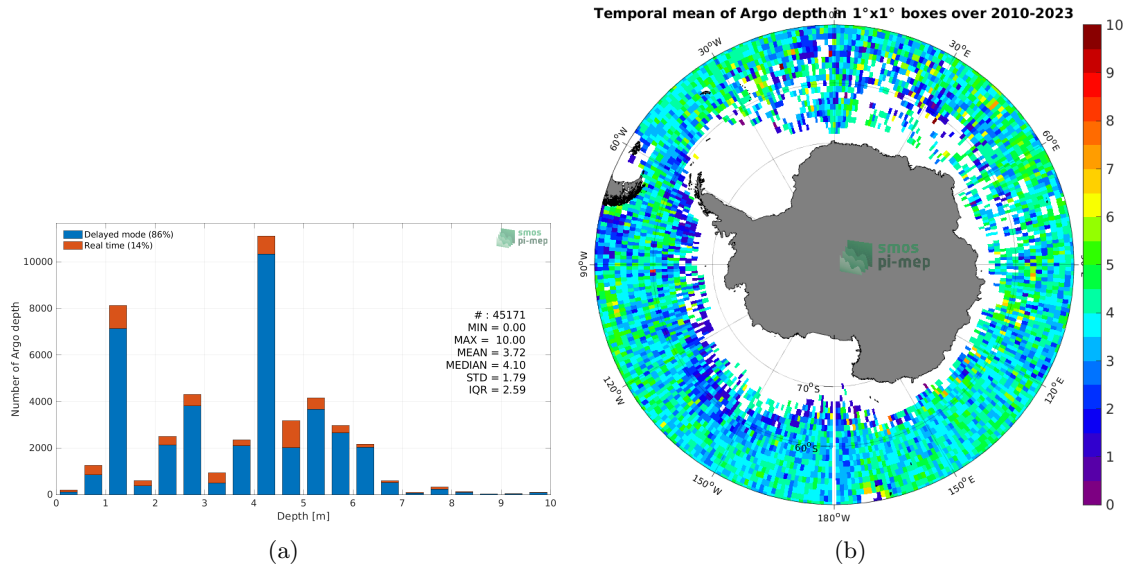 Delayed mode (86%)
Real time (14%)
smos
pi-mep
10000
8000
6000
4000
2000
0
Number of Argo depth
# : 45171
MIN = 0.00
MAX = 10.00
MEAN = 3.72
MEDIAN = 4.10
STD = 1.79
IQR = 2.59
0 1 2 3 4 5 6 7 8 9 10
Depth [m]
(a)
Temporal mean of Argo depth in 1°x1° boxes over 2010-2023
30°W
30°E
60°W
60°E
90°W
120°W
120°E
150°W
150°E
180°W
70°S
60°S
smos
pi-mep
10
9
8
7
6
5
4
3
2
1
0
(b)